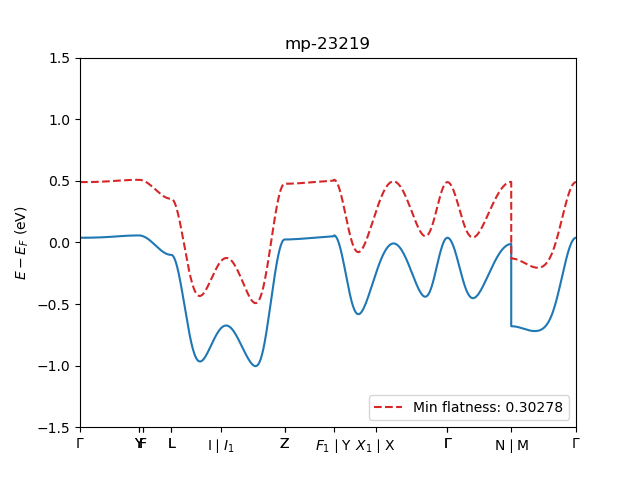 mp-23219
E − E_F (eV)
1.5
1.0
0.5
0.0
−0.5
−1.0
−1.5
Min flatness: 0.30278
Γ Y F L I | I₁ Z F₁ | Y X₁ | X Γ N | M Γ